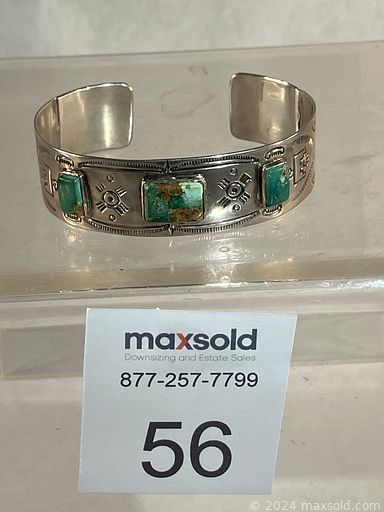 maxsold
Downsizing and Estate Sales
877-257-7799
56
© 2024 maxsold.com